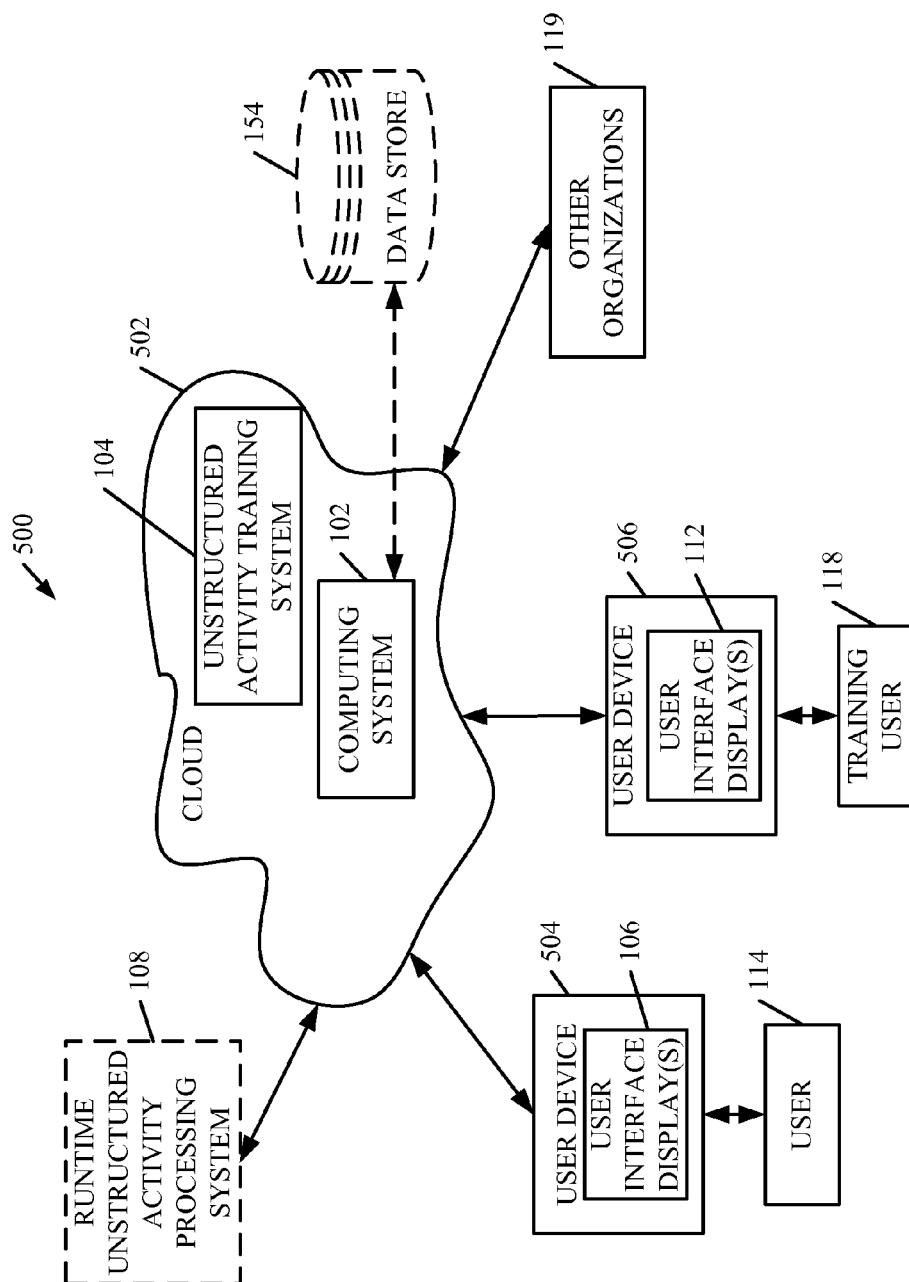 500
108
RUNTIME
UNSTRUCTURED
ACTIVITY
PROCESSING
SYSTEM
CLOUD
104
502
UNSTRUCTURED
ACTIVITY TRAINING
SYSTEM
102
COMPUTING
SYSTEM
154
DATA STORE
504
USER DEVICE
106
USER
INTERFACE
DISPLAY(S)
114
USER
506
USER DEVICE
112
USER
INTERFACE
DISPLAY(S)
118
TRAINING
USER
119
OTHER
ORGANIZATIONS